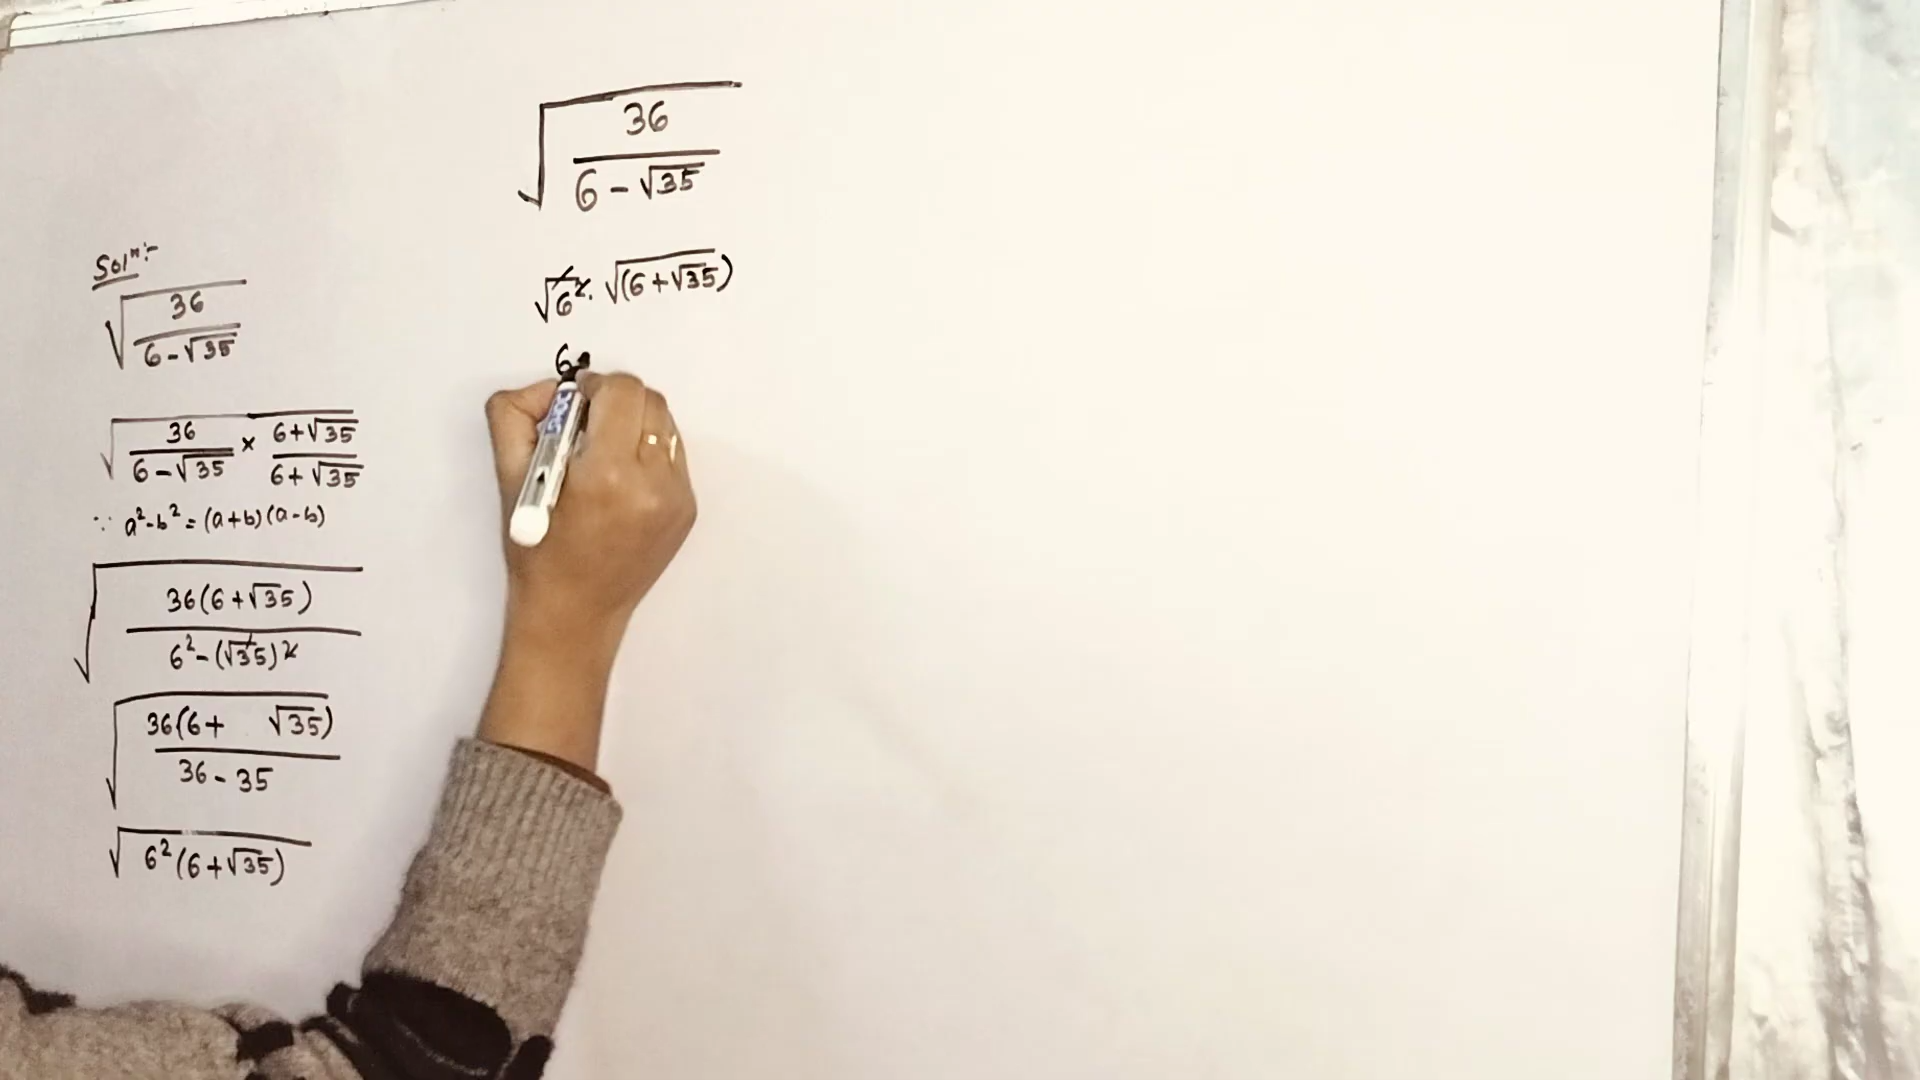 √(36/(6-√35))
Solⁿ:-
√(36/(6-√35))
√(36/(6-√35) × (6+√35)/(6+√35))
∵ a²-b² = (a+b)(a-b)
√(36(6+√35)/(6²-(√35)²))
√(36(6+ √35)/(36-35))
√(6²(6+√35))
√6². √(6+√35)
6.